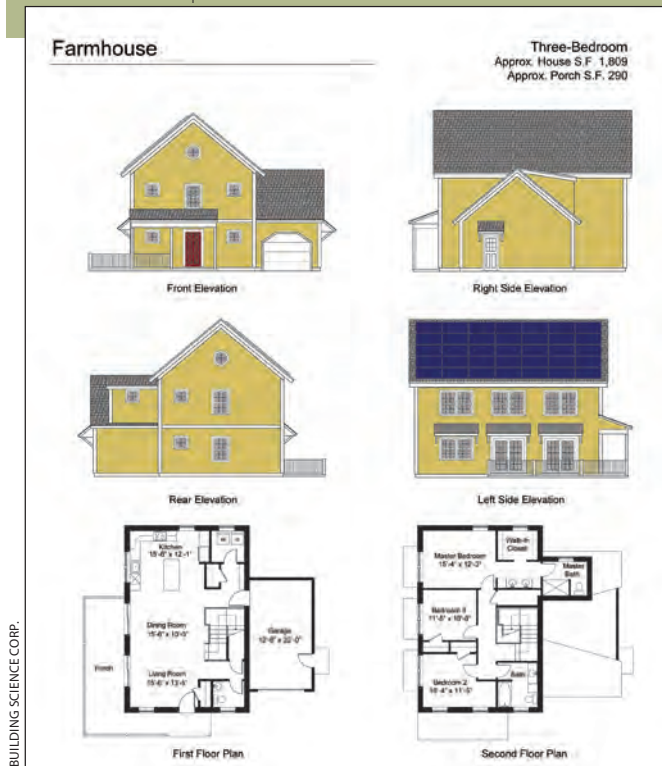 Farmhouse
Three-Bedroom
Approx. House S.F. 1,809
Approx. Porch S.F. 290
Front Elevation
Right Side Elevation
Rear Elevation
Left Side Elevation
Kitchen
Dining Room
Living Room
Porch
Garage
First Floor Plan
Master Bedroom
Walk-In
Closet
Master
Bath
Bedroom 3
Bedroom 2
Bath
Second Floor Plan
BUILDING SCIENCE CORP.